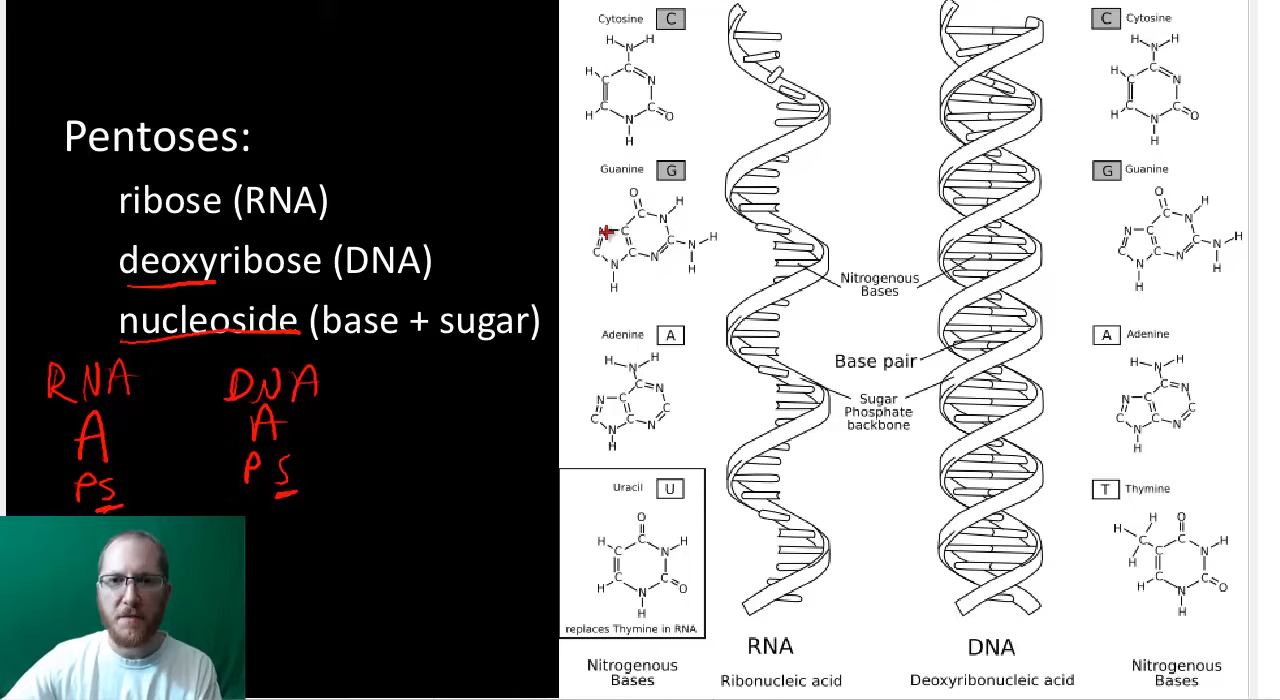 Pentoses:
ribose (RNA)
deoxyribose (DNA)
nucleoside (base + sugar)
RNA DNA
A A
PS PS
Cytosine C
H H
N
H C
C N
C C
H N O
H
Guanine G
O
C H
N C N
C C C N H
N N H
H
Adenine A
H H
N
C N
N C C
C C N
N
H
Uracil U
O
H C H
C N
C C
H N O
H
replaces Thymine in RNA
Nitrogenous
Bases
Nitrogenous
Bases
Base pair
Sugar
Phosphate
backbone
RNA
Ribonucleic acid
DNA
Deoxyribonucleic acid
C Cytosine
H H
N
H C
C N
C C
H N O
H
G Guanine
O
C H
N C N
C C C N H
N N H
H
A Adenine
H H
N
C N
N C C
C C N
N
H
T Thymine
H O
H C C H
H C N
C C
H N O
H
Nitrogenous
Bases